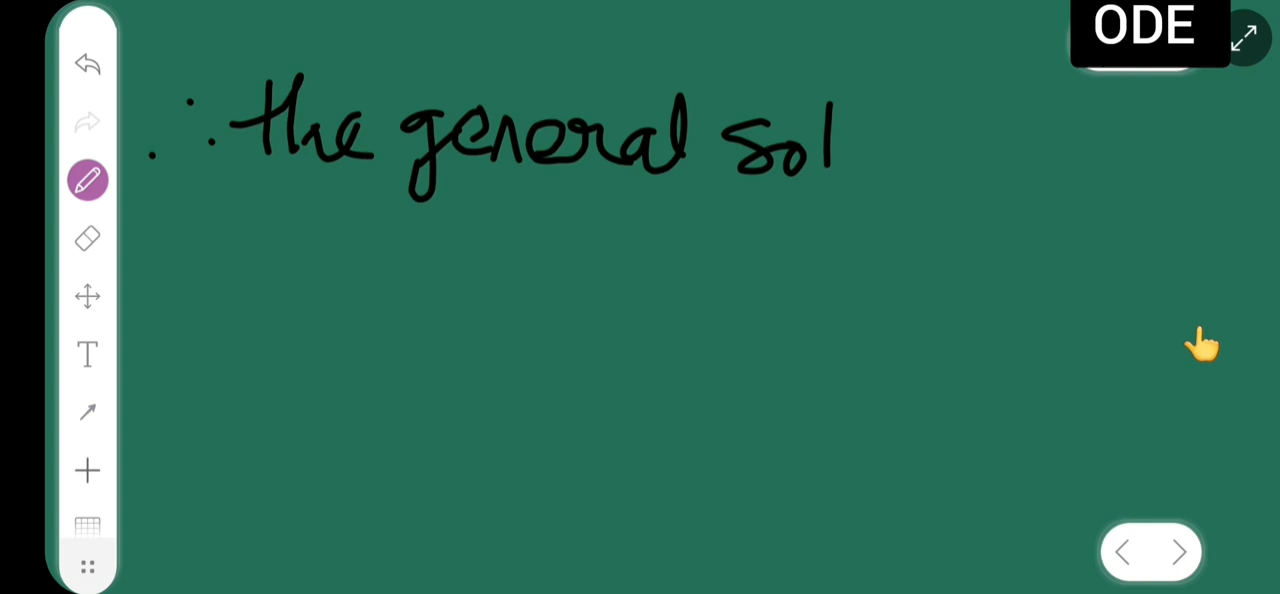 ODE
∴ the general sol
T